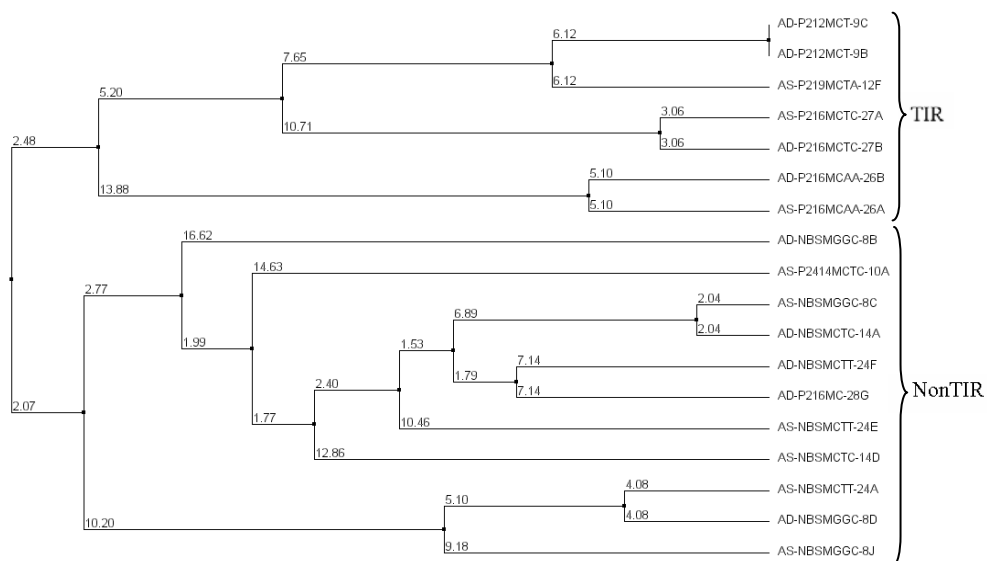 AD-P212MCT-9C
6.12
AD-P212MCT-9B
7.65
6.12
AS-P219MCTA-12F
5.20
3.06
AS-P216MCTC-27A
TIR
10.71
3.06
AD-P216MCTC-27B
2.48
5.10
AD-P216MCAA-26B
13.88
5.10
AS-P216MCAA-26A
16.62
AD-NBSMGGC-8B
14.63
AS-P2414MCTC-10A
2.77
2.04
AS-NBSMGGC-8C
6.89
2.04
AD-NBSMCTC-14A
1.99
1.53
7.14
AD-NBSMCTT-24F
1.79
NonTIR
2.40
7.14
AD-P216MC-28G
2.07
1.77
10.46
AS-NBSMCTT-24E
12.86
AS-NBSMCTC-14D
4.08
AS-NBSMCTT-24A
5.10
4.08
AD-NBSMGGC-8D
10.20
9.18
AS-NBSMGGC-8J